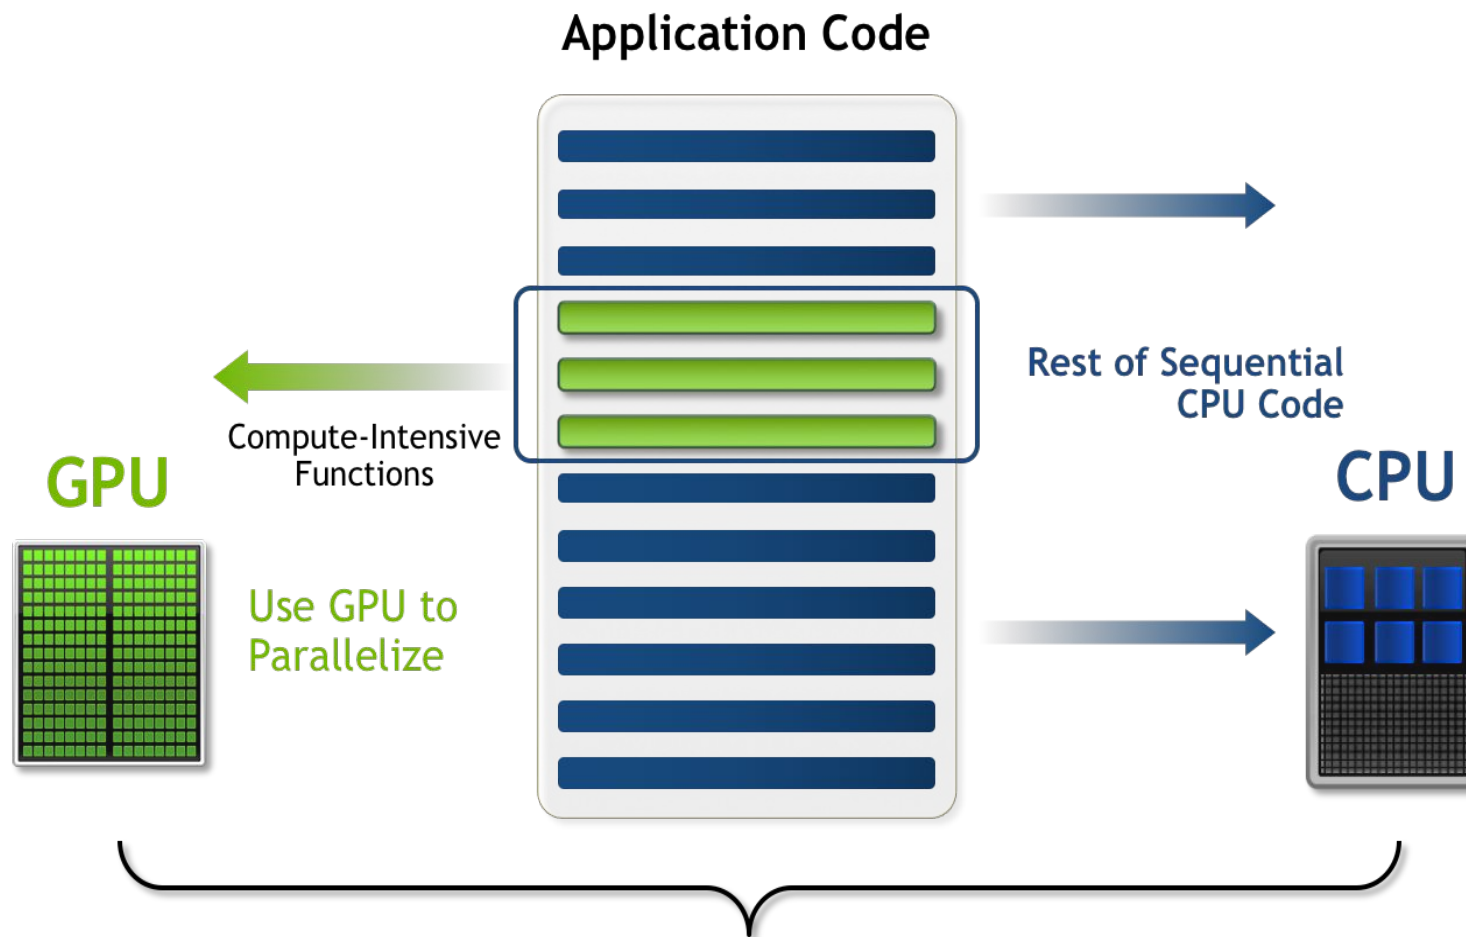 Application Code
Rest of Sequential
CPU Code
Compute-Intensive
Functions
GPU
CPU
Use GPU to
Parallelize